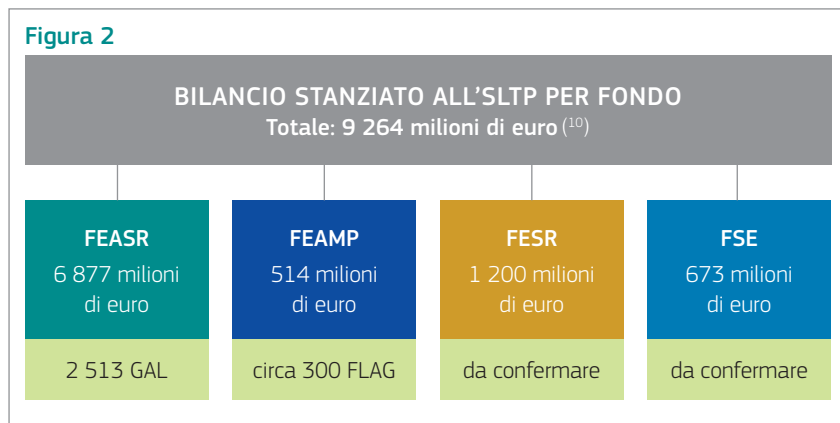 Figura 2
BILANCIO STANZIATO ALL'SLTP PER FONDO
Totale: 9 264 milioni di euro (10)
FEASR
6 877 milioni
di euro
2 513 GAL
FEAMP
514 milioni
di euro
circa 300 FLAG
FESR
1 200 milioni
di euro
da confermare
FSE
673 milioni
di euro
da confermare